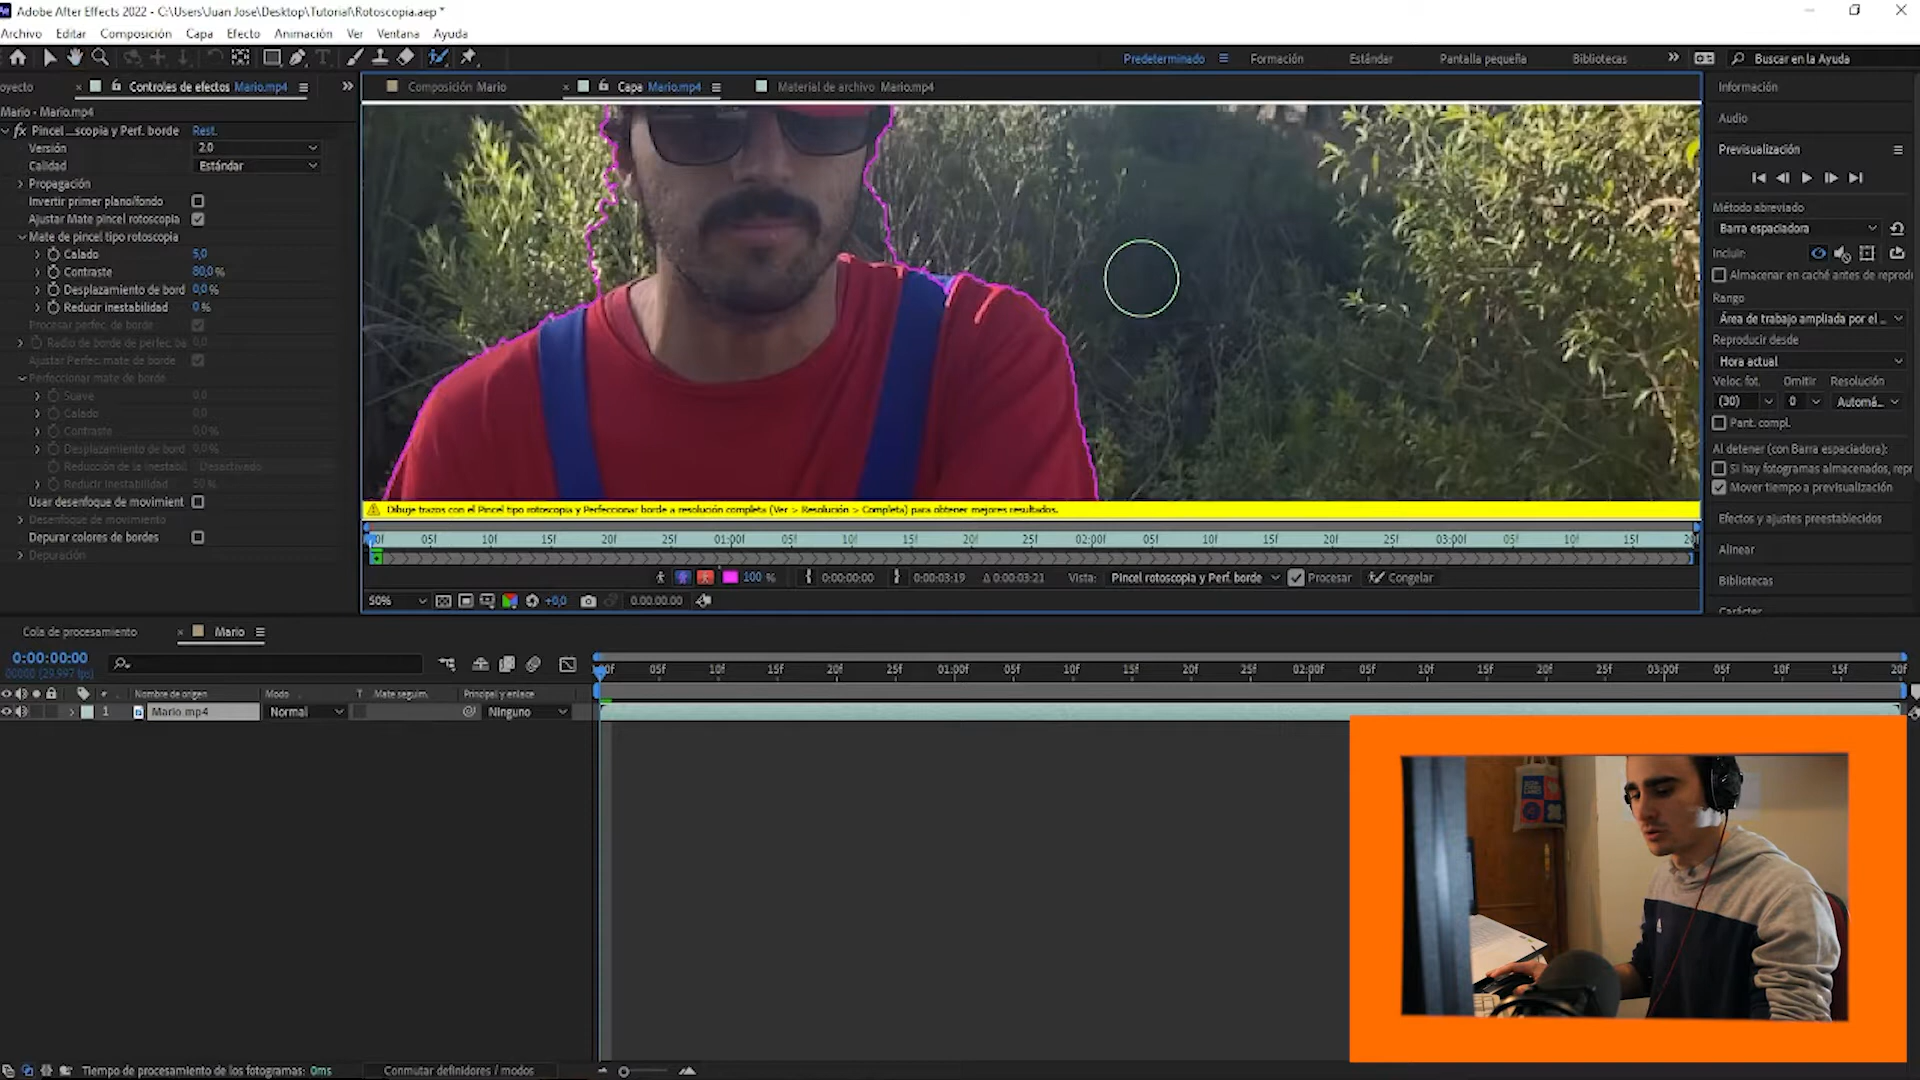 Adobe After Effects 2022 - C:\Users\Juan Jose\Desktop\Tutorial\Rotoscopia.aep *
Archivo Editar Composición Capa Efecto Animación Ver Ventana Ayuda
Predeterminado Formación Estándar Pantalla pequeña Bibliotecas Buscar en la Ayuda
oyecto Controles de efectos Mario.mp4
Composición Mario Capa Mario.mp4 Material de archivo Mario.mp4
Mario - Mario.mp4
fx Pincel ...scopia y Perf. borde Rest.
Versión 2.0
Calidad Estándar
Propagación
Invertir primer plano/fondo
Ajustar Mate pincel rotoscopia
Mate de pincel tipo rotoscopia
Calado 5,0
Contraste 80,0 %
Desplazamiento de bord 0,0 %
Reducir inestabilidad 0 %
Procesar perfec. de borde
Radio de borde de perfec. ba 0,0
Ajustar Perfec. mate de borde
Perfeccionar mate de borde
Suave 0,0
Calado 0,0
Contraste 0,0 %
Desplazamiento de bord 0,0 %
Reducción de la inestabil Desactivado
Reducir inestabilidad 50 %
Usar desenfoque de movimient
Desenfoque de movimiento
Depurar colores de bordes
Depuración
Dibuje trazos con el Pincel tipo rotoscopia y Perfeccionar borde a resolución completa (Ver > Resolución > Completa) para obtener mejores resultados.
00f 05f 10f 15f 20f 25f 01:00f 05f 10f 15f 20f 25f 02:00f 05f 10f 15f 20f 25f 03:00f 05f 10f 15f 20f
100 % 0:00:00:00 0:00:03:19 Δ 0:00:03:21 Vista: Pincel rotoscopia y Perf. borde Procesar Congelar
50% +0,0 0:00:00:00
Información
Audio
Previsualización
Método abreviado
Barra espaciadora
Incluir:
Almacenar en caché antes de reprodu
Rango
Área de trabajo ampliada por el ...
Reproducir desde
Hora actual
Veloc. fot. Omitir Resolución
(30) 0 Automá...
Pant. compl.
Al detener (con Barra espaciadora):
Si hay fotogramas almacenados, repr
Mover tiempo a previsualización
Efectos y ajustes preestablecidos
Alinear
Bibliotecas
Carácter
Cola de procesamiento Mario
0:00:00:00
00000 (29,997 fps)
05f 10f 15f 20f 25f 01:00f 05f 10f 15f 20f 25f 02:00f 05f 10f 15f 20f 25f 03:00f 05f 10f 15f 20f
# Nombre de origen Modo T Mate seguim. Principal y enlace
1 Mario.mp4 Normal Ninguno
Tiempo de procesamiento de los fotogramas: 0ms Conmutar definidores / modos